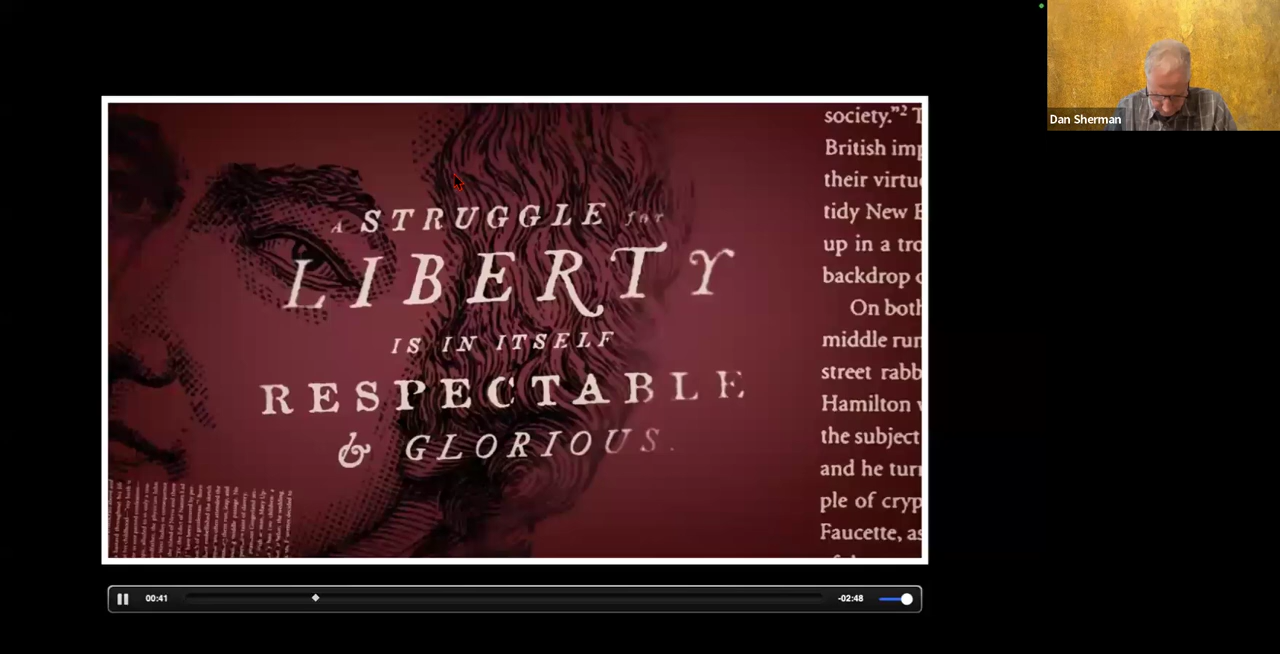 A STRUGGLE for
LIBERTY
IS IN ITSELF
RESPECTABLE
& GLORIOUS.
society.”² T
British imp
their virtu
tidy New E
up in a tro
backdrop o
On both
middle run
street rabb
Hamilton w
the subject
and he turn
ple of cryp
Faucette, as
Dan Sherman
00:41
-02:48